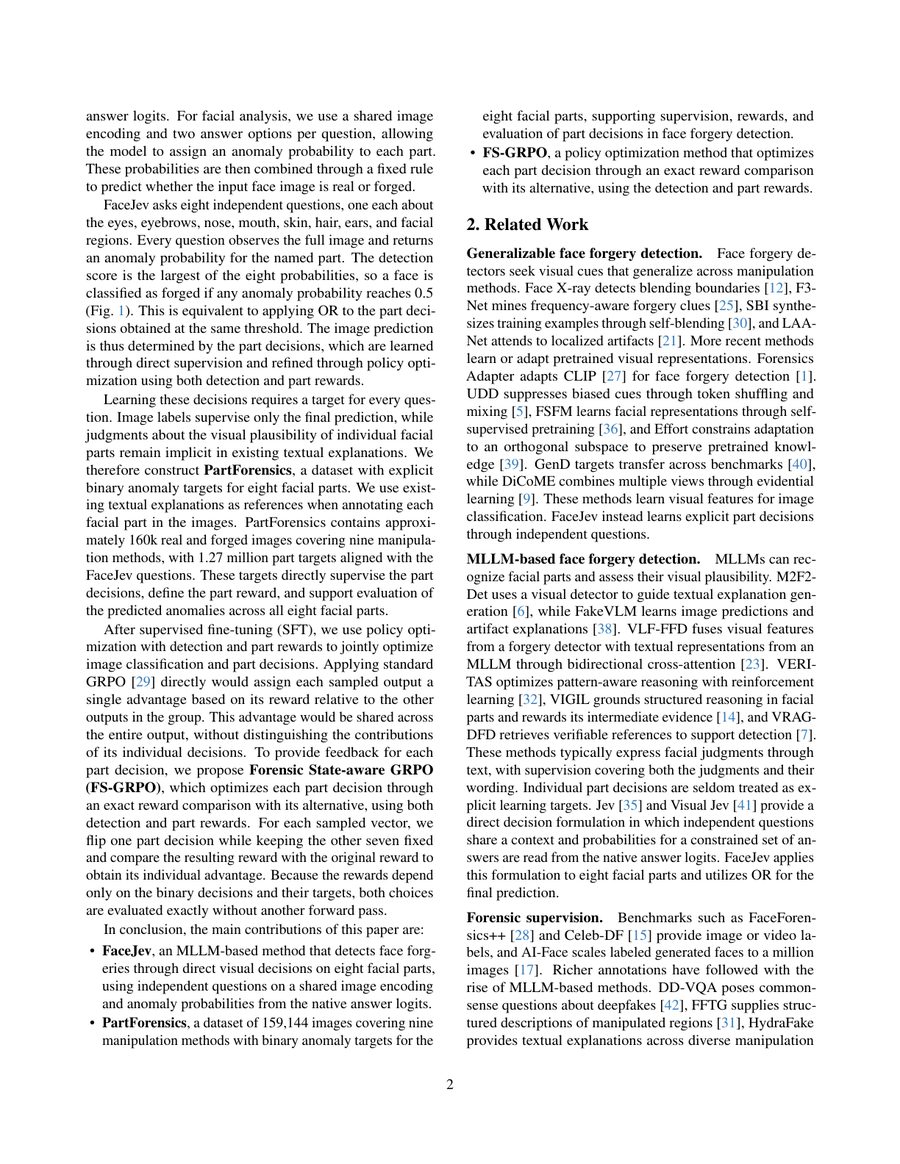 answer logits. For facial analysis, we use a shared image
encoding and two answer options per question, allowing
the model to assign an anomaly probability to each part.
These probabilities are then combined through a fixed rule
to predict whether the input face image is real or forged.
FaceJev asks eight independent questions, one each about
the eyes, eyebrows, nose, mouth, skin, hair, ears, and facial
regions. Every question observes the full image and returns
an anomaly probability for the named part. The detection
score is the largest of the eight probabilities, so a face is
classified as forged if any anomaly probability reaches 0.5
(Fig. 1). This is equivalent to applying OR to the part deci-
sions obtained at the same threshold. The image prediction
is thus determined by the part decisions, which are learned
through direct supervision and refined through policy opti-
mization using both detection and part rewards.
Learning these decisions requires a target for every ques-
tion. Image labels supervise only the final prediction, while
judgments about the visual plausibility of individual facial
parts remain implicit in existing textual explanations. We
therefore construct PartForensics, a dataset with explicit
binary anomaly targets for eight facial parts. We use exist-
ing textual explanations as references when annotating each
facial part in the images. PartForensics contains approxi-
mately 160k real and forged images covering nine manipula-
tion methods, with 1.27 million part targets aligned with the
FaceJev questions. These targets directly supervise the part
decisions, define the part reward, and support evaluation of
the predicted anomalies across all eight facial parts.
After supervised fine-tuning (SFT), we use policy opti-
mization with detection and part rewards to jointly optimize
image classification and part decisions. Applying standard
GRPO [29] directly would assign each sampled output a
single advantage based on its reward relative to the other
outputs in the group. This advantage would be shared across
the entire output, without distinguishing the contributions
of its individual decisions. To provide feedback for each
part decision, we propose Forensic State-aware GRPO
(FS-GRPO), which optimizes each part decision through
an exact reward comparison with its alternative, using both
detection and part rewards. For each sampled vector, we
flip one part decision while keeping the other seven fixed
and compare the resulting reward with the original reward to
obtain its individual advantage. Because the rewards depend
only on the binary decisions and their targets, both choices
are evaluated exactly without another forward pass.
In conclusion, the main contributions of this paper are:
• FaceJev, an MLLM-based method that detects face forg-
eries through direct visual decisions on eight facial parts,
using independent questions on a shared image encoding
and anomaly probabilities from the native answer logits.
• PartForensics, a dataset of 159,144 images covering nine
manipulation methods with binary anomaly targets for the
eight facial parts, supporting supervision, rewards, and
evaluation of part decisions in face forgery detection.
• FS-GRPO, a policy optimization method that optimizes
each part decision through an exact reward comparison
with its alternative, using the detection and part rewards.
2. Related Work
Generalizable face forgery detection. Face forgery de-
tectors seek visual cues that generalize across manipulation
methods. Face X-ray detects blending boundaries [12], F3-
Net mines frequency-aware forgery clues [25], SBI synthe-
sizes training examples through self-blending [30], and LAA-
Net attends to localized artifacts [21]. More recent methods
learn or adapt pretrained visual representations. Forensics
Adapter adapts CLIP [27] for face forgery detection [1].
UDD suppresses biased cues through token shuffling and
mixing [5], FSFM learns facial representations through self-
supervised pretraining [36], and Effort constrains adaptation
to an orthogonal subspace to preserve pretrained knowl-
edge [39]. GenD targets transfer across benchmarks [40],
while DiCoME combines multiple views through evidential
learning [9]. These methods learn visual features for image
classification. FaceJev instead learns explicit part decisions
through independent questions.
MLLM-based face forgery detection. MLLMs can rec-
ognize facial parts and assess their visual plausibility. M2F2-
Det uses a visual detector to guide textual explanation gen-
eration [6], while FakeVLM learns image predictions and
artifact explanations [38]. VLF-FFD fuses visual features
from a forgery detector with textual representations from an
MLLM through bidirectional cross-attention [23]. VERI-
TAS optimizes pattern-aware reasoning with reinforcement
learning [32], VIGIL grounds structured reasoning in facial
parts and rewards its intermediate evidence [14], and VRAG-
DFD retrieves verifiable references to support detection [7].
These methods typically express facial judgments through
text, with supervision covering both the judgments and their
wording. Individual part decisions are seldom treated as ex-
plicit learning targets. Jev [35] and Visual Jev [41] provide a
direct decision formulation in which independent questions
share a context and probabilities for a constrained set of an-
swers are read from the native answer logits. FaceJev applies
this formulation to eight facial parts and utilizes OR for the
final prediction.
Forensic supervision. Benchmarks such as FaceForen-
sics++ [28] and Celeb-DF [15] provide image or video la-
bels, and AI-Face scales labeled generated faces to a million
images [17]. Richer annotations have followed with the
rise of MLLM-based methods. DD-VQA poses common-
sense questions about deepfakes [42], FFTG supplies struc-
tured descriptions of manipulated regions [31], HydraFake
provides textual explanations across diverse manipulation
2